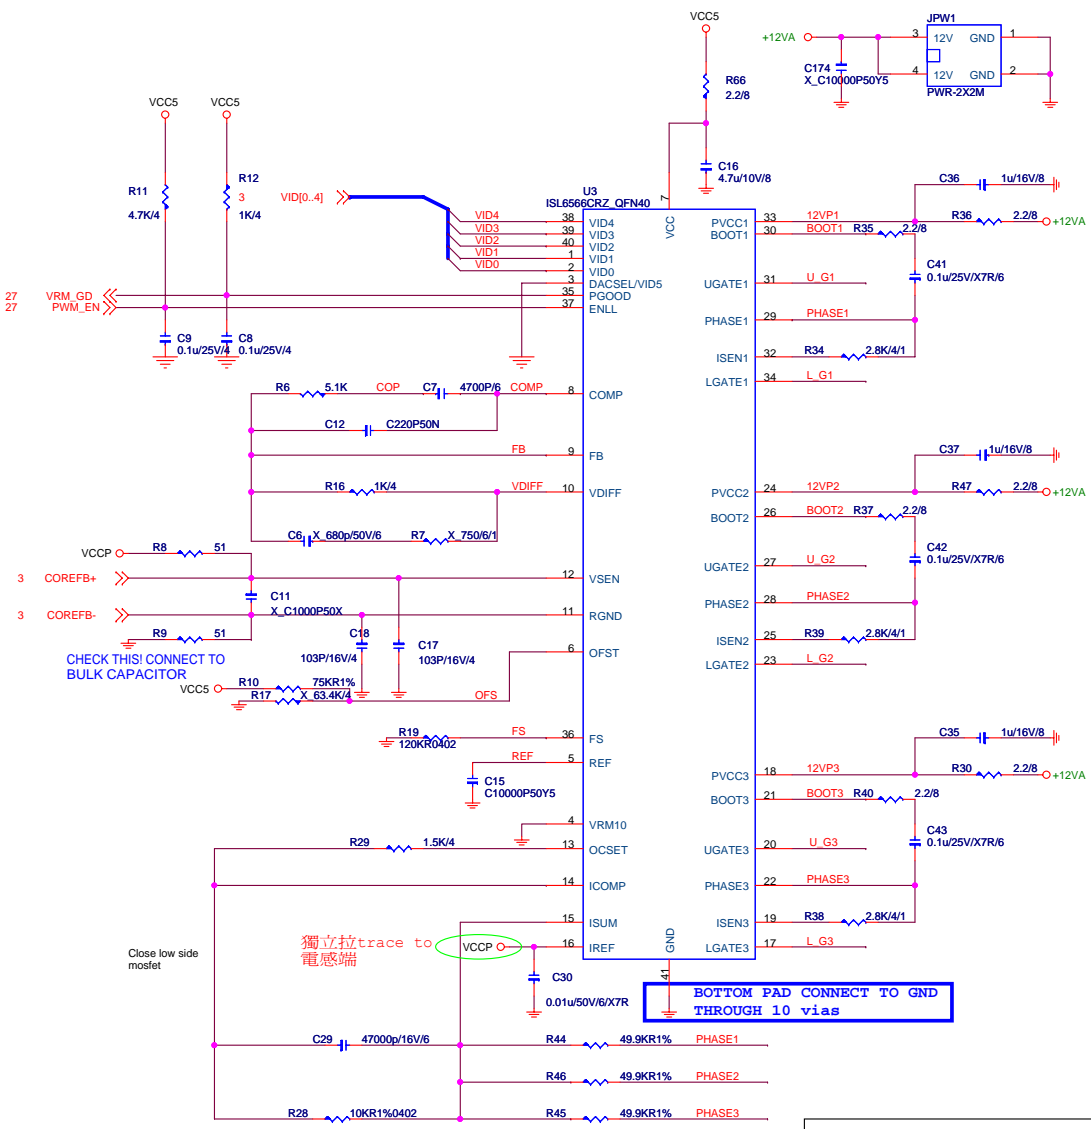 VCC5
JPW1
+12VA
3 12V GND 1
4 12V GND 2
PWR-2X2M
C174
X_C10000P50Y5
R66
2.2/8
VCC5
VCC5
C16
4.7u/10V/8
R11
4.7K/4
R12
3
1K/4
VID[0..4]
U3
ISL6566CRZ_QFN40
7
VCC
VID4 38 VID4
VID3 39 VID3
VID2 40 VID2
VID1 1 VID1
VID0 2 VID0
3 DACSEL/VID5
27 VRM_GD 35 PGOOD
27 PWM_EN 37 ENLL
C9
0.1u/25V/4
C8
0.1u/25V/4
C36 1u/16V/8
PVCC1 33 12VP1 R36 2.2/8 +12VA
BOOT1 30 BOOT1 R35 2.2/8
C41
0.1u/25V/X7R/6
UGATE1 31 U_G1
PHASE1 29 PHASE1
ISEN1 32 R34 2.8K/4/1
LGATE1 34 L_G1
R6 5.1K COP C7 4700P/6 COMP 8 COMP
C12 C220P50N
FB 9 FB
R16 1K/4 VDIFF 10 VDIFF
C6 X_680p/50V/6 R7 X_750/6/1
C37 1u/16V/8
PVCC2 24 12VP2 R47 2.2/8 +12VA
BOOT2 26 BOOT2 R37 2.2/8
C42
0.1u/25V/X7R/6
UGATE2 27 U_G2
PHASE2 28 PHASE2
ISEN2 25 R39 2.8K/4/1
LGATE2 23 L_G2
VCCP R8 51
3 COREFB+ 12 VSEN
C11
X_C1000P50X
3 COREFB- 11 RGND
R9 51
C18
103P/16V/4
C17
103P/16V/4
CHECK THIS! CONNECT TO
BULK CAPACITOR
6 OFST
VCC5 R10 75KR1%
R17 X_63.4K/4 OFS
R19 FS 36 FS
120KR0402
REF 5 REF
C15
C10000P50Y5
C35 1u/16V/8
PVCC3 18 12VP3 R30 2.2/8 +12VA
BOOT3 21 BOOT3 R40 2.2/8
C43
0.1u/25V/X7R/6
UGATE3 20 U_G3
PHASE3 22 PHASE3
ISEN3 19 R38 2.8K/4/1
LGATE3 17 L_G3
4 VRM10
R29 1.5K/4 13 OCSET
14 ICOMP
15 ISUM
16 IREF
獨立拉trace to
電感端
VCCP
GND
41
Close low side
mosfet
C30
0.01u/50V/6/X7R
BOTTOM PAD CONNECT TO GND
THROUGH 10 vias
C29 47000p/16V/6
R44 49.9KR1% PHASE1
R46 49.9KR1% PHASE2
R28 10KR1%0402
R45 49.9KR1% PHASE3